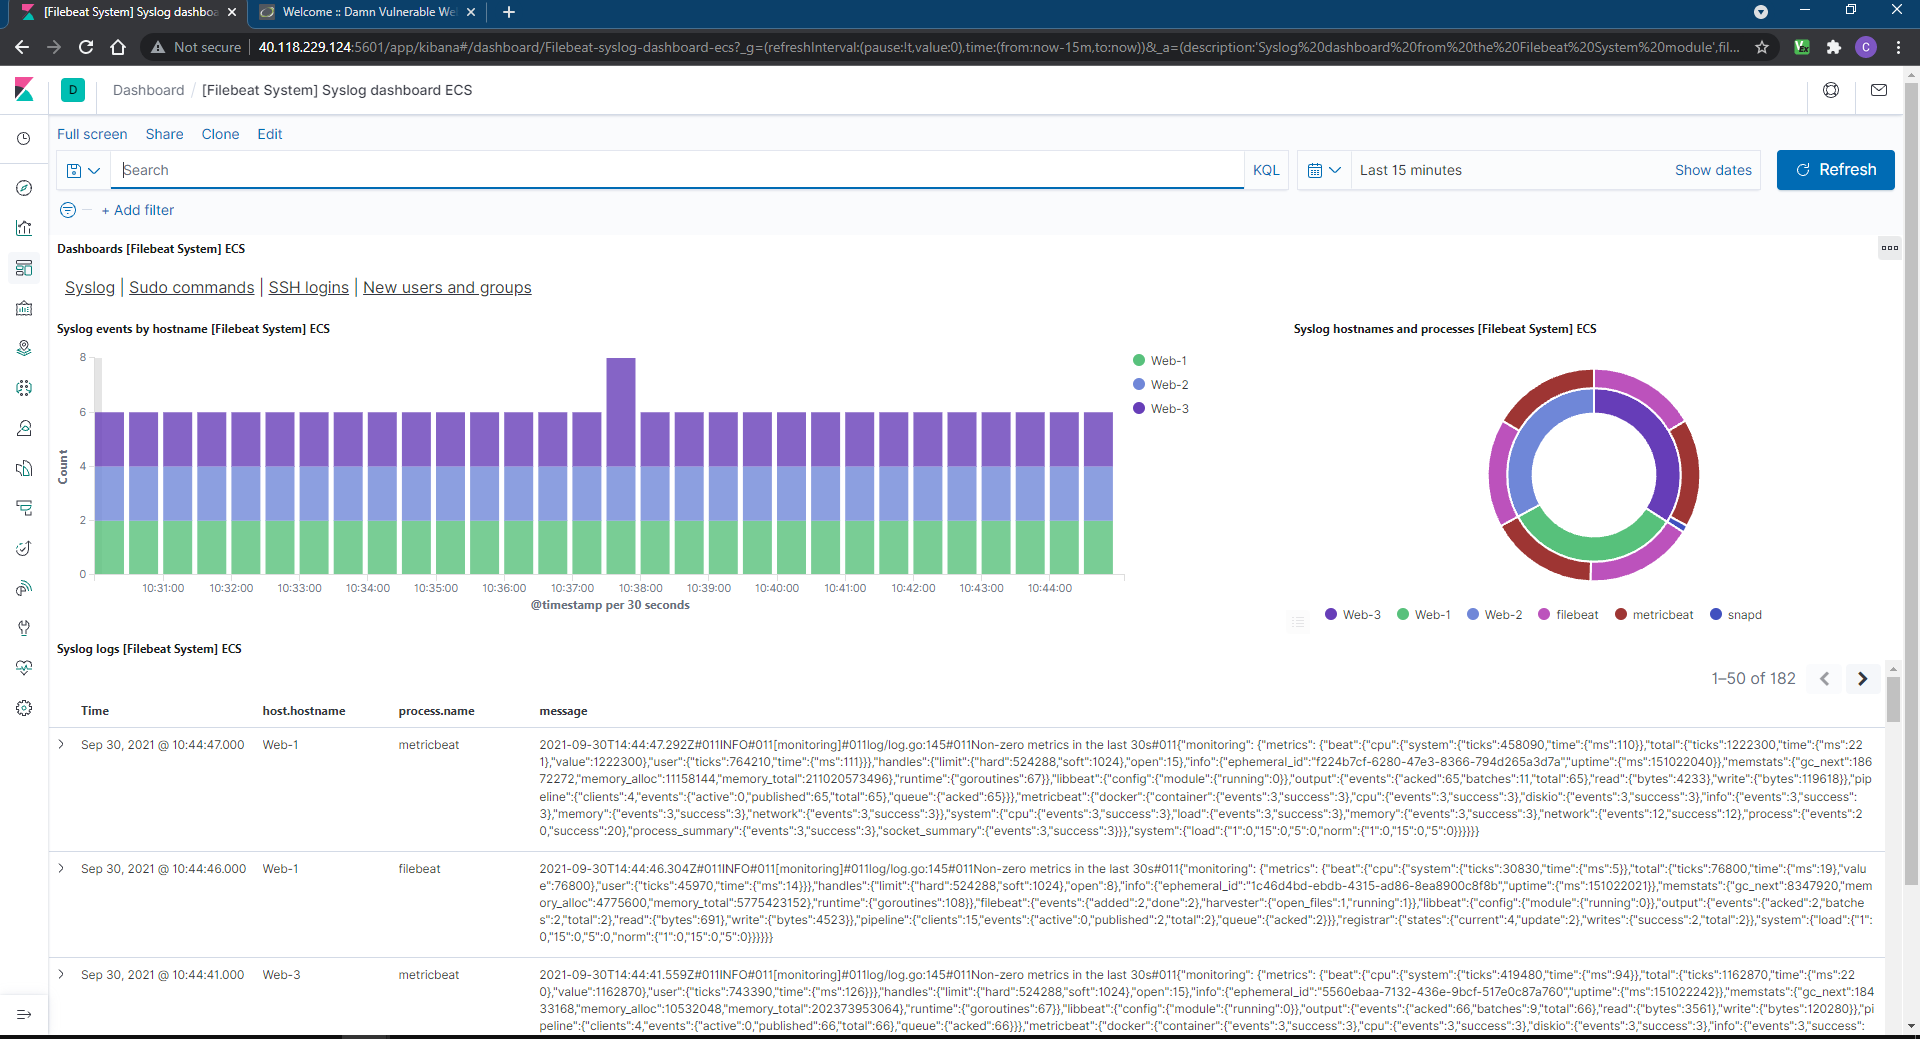 [Filebeat System] Syslog dashboa
Welcome :: Damn Vulnerable We
Not secure
40.118.229.124:5601/app/kibana#/dashboard/Filebeat-syslog-dashboard-ecs?_g=(refreshInterval:(pause:!t,value:0),time:(from:now-15m,to:now))&_a=(description:'Syslog%20dashboard%20from%20the%20Filebeat%20System%20module',fil...
C
D
Dashboard / [Filebeat System] Syslog dashboard ECS
Full screen Share Clone Edit
Search
KQL
Last 15 minutes
Show dates
Refresh
+ Add filter
Dashboards [Filebeat System] ECS
Syslog | Sudo commands | SSH logins | New users and groups
Syslog events by hostname [Filebeat System] ECS
8
6
4
2
0
Count
10:31:00 10:32:00 10:33:00 10:34:00 10:35:00 10:36:00 10:37:00 10:38:00 10:39:00 10:40:00 10:41:00 10:42:00 10:43:00 10:44:00
@timestamp per 30 seconds
Web-1
Web-2
Web-3
Syslog hostnames and processes [Filebeat System] ECS
Web-3 Web-1 Web-2 filebeat metricbeat snapd
Syslog logs [Filebeat System] ECS
1–50 of 182
Time host.hostname process.name message
Sep 30, 2021 @ 10:44:47.000 Web-1 metricbeat
2021-09-30T14:44:47.292Z#011INFO#011[monitoring]#011log/log.go:145#011Non-zero metrics in the last 30s#011{"monitoring": {"metrics": {"beat":{"cpu":{"system":{"ticks":458090,"time":{"ms":110}},"total":{"ticks":1222300,"time":{"ms":22
1},"value":1222300},"user":{"ticks":764210,"time":{"ms":111}}},"handles":{"limit":{"hard":524288,"soft":1024},"open":15},"info":{"ephemeral_id":"f224b7cf-6280-47e3-8366-794d265a3d7a","uptime":{"ms":151022040}},"memstats":{"gc_next":186
72272,"memory_alloc":11158144,"memory_total":211020573496},"runtime":{"goroutines":67}},"libbeat":{"config":{"module":{"running":0}},"output":{"events":{"acked":65,"batches":11,"total":65},"read":{"bytes":4233},"write":{"bytes":119618}},"pip
eline":{"clients":4,"events":{"active":0,"published":65,"total":65},"queue":{"acked":65}}},"metricbeat":{"docker":{"container":{"events":3,"success":3},"cpu":{"events":3,"success":3},"diskio":{"events":3,"success":3},"info":{"events":3,"success":
3},"memory":{"events":3,"success":3},"network":{"events":3,"success":3}},"system":{"cpu":{"events":3,"success":3},"load":{"events":3,"success":3},"memory":{"events":3,"success":3},"network":{"events":12,"success":12},"process":{"events":2
0,"success":20},"process_summary":{"events":3,"success":3},"socket_summary":{"events":3,"success":3}}},"system":{"load":{"1":0,"15":0,"5":0,"norm":{"1":0,"15":0,"5":0}}}}}}
Sep 30, 2021 @ 10:44:46.000 Web-1 filebeat
2021-09-30T14:44:46.304Z#011INFO#011[monitoring]#011log/log.go:145#011Non-zero metrics in the last 30s#011{"monitoring": {"metrics": {"beat":{"cpu":{"system":{"ticks":30830,"time":{"ms":5}},"total":{"ticks":76800,"time":{"ms":19},"valu
e":76800},"user":{"ticks":45970,"time":{"ms":14}}},"handles":{"limit":{"hard":524288,"soft":1024},"open":8},"info":{"ephemeral_id":"1c46d4bd-ebdb-4315-ad86-8ea8900c8f8b","uptime":{"ms":151022021}},"memstats":{"gc_next":8347920,"mem
ory_alloc":4775600,"memory_total":5775423152},"runtime":{"goroutines":108}},"filebeat":{"events":{"added":2,"done":2},"harvester":{"open_files":1,"running":1}},"libbeat":{"config":{"module":{"running":0}},"output":{"events":{"acked":2,"batche
s":2,"total":2},"read":{"bytes":691},"write":{"bytes":4523}},"pipeline":{"clients":15,"events":{"active":0,"published":2,"total":2},"queue":{"acked":2}}},"registrar":{"states":{"current":4,"update":2},"writes":{"success":2,"total":2}},"system":{"load":{"1":
0,"15":0,"5":0,"norm":{"1":0,"15":0,"5":0}}}}}}
Sep 30, 2021 @ 10:44:41.000 Web-3 metricbeat
2021-09-30T14:44:41.559Z#011INFO#011[monitoring]#011log/log.go:145#011Non-zero metrics in the last 30s#011{"monitoring": {"metrics": {"beat":{"cpu":{"system":{"ticks":419480,"time":{"ms":94}},"total":{"ticks":1162870,"time":{"ms":22
0},"value":1162870},"user":{"ticks":743390,"time":{"ms":126}}},"handles":{"limit":{"hard":524288,"soft":1024},"open":15},"info":{"ephemeral_id":"5560ebaa-7132-436e-9bcf-517e0c87a760","uptime":{"ms":151022242}},"memstats":{"gc_next":184
33168,"memory_alloc":10532048,"memory_total":202373953064},"runtime":{"goroutines":67}},"libbeat":{"config":{"module":{"running":0}},"output":{"events":{"acked":66,"batches":9,"total":66},"read":{"bytes":3561},"write":{"bytes":120280}},"pi
peline":{"clients":4,"events":{"active":0,"published":66,"total":66},"queue":{"acked":66}}},"metricbeat":{"docker":{"container":{"events":3,"success":3},"cpu":{"events":3,"success":3},"diskio":{"events":3,"success":3},"info":{"events":3,"success":